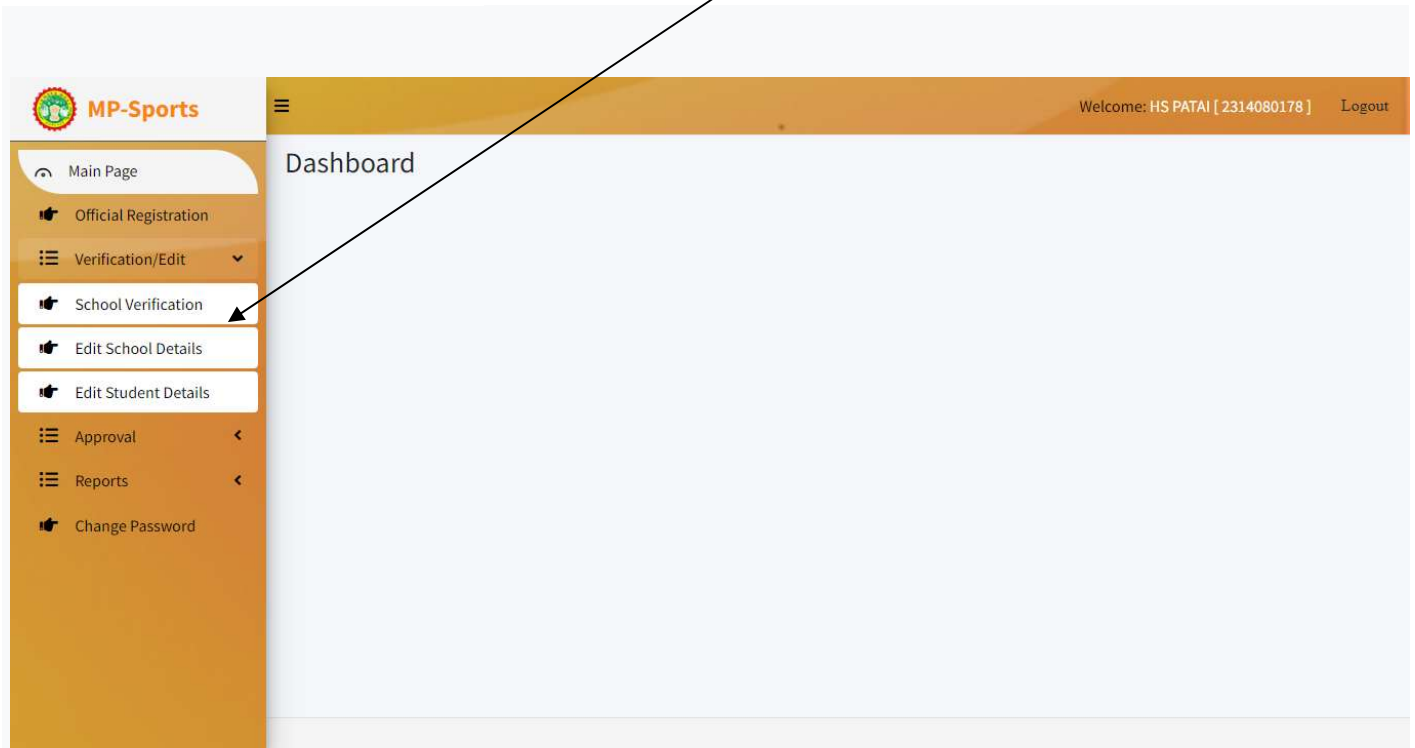 MP-Sports
Welcome: HS PATAI [ 2314080178 ] Logout
Main Page
Dashboard
Official Registration
Verification/Edit
School Verification
Edit School Details
Edit Student Details
Approval
Reports
Change Password